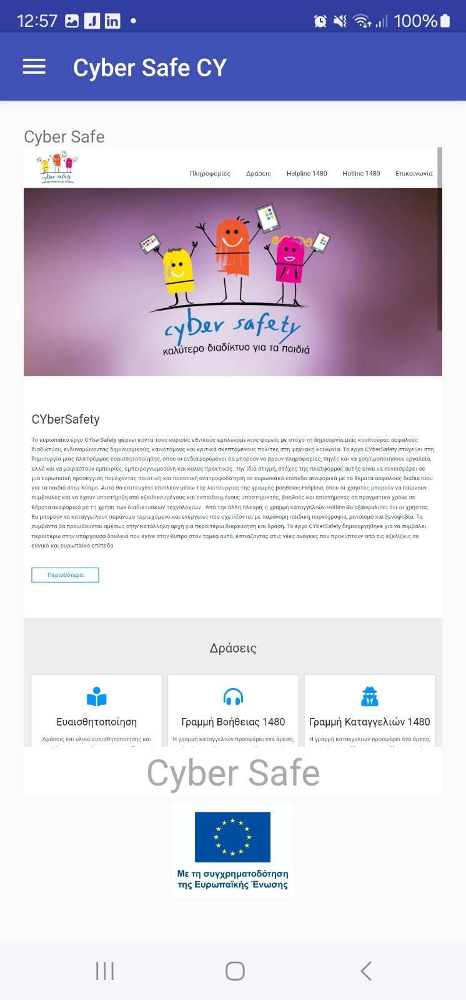 12:57
100%
Cyber Safe CY
Cyber Safe
cyber safety
καλύτερο διαδίκτυο για τα παιδιά
Πληροφορίες Δράσεις Helpline 1480 Hotline 1480 Επικοινωνία
cyber safety
καλύτερο διαδίκτυο για τα παιδιά
CYberSafety
Το ευρωπαϊκό έργο CYberSafety φέρνει κοντά τους κύριους εθνικούς εμπλεκόμενους φορείς με στόχο τη δημιουργία μιας κουλτούρας ασφαλούς
διαδικτύου, ενδυναμώνοντας δημιουργικούς, καινοτόμους και κριτικά σκεπτόμενους πολίτες στη ψηφιακή κοινωνία. Το έργο CYberSafety στοχεύει στη
δημιουργία μιας πλατφόρμας ευαισθητοποίησης, όπου οι ενδιαφερόμενοι θα μπορούν να βρουν πληροφορίες, πηγές και να χρησιμοποιήσουν εργαλεία,
αλλά και να μοιραστούν εμπειρίες, εμπειρογνωμοσύνη και καλές πρακτικές. Την ίδια στιγμή, στόχος της πλατφόρμας αυτής είναι να συνεισφέρει σε
μια ευρωπαϊκή προσέγγιση παρέχοντας ποιοτική και ποσοτική ανατροφοδότηση σε ευρωπαϊκό επίπεδο αναφορικά με τα θέματα ασφαλούς διαδικτύου
για τα παιδιά στην Κύπρο. Αυτό θα επιτευχθεί επιπλέον μέσω της λειτουργίας της γραμμής βοήθειας-Helpline, όπου οι χρήστες μπορούν να παίρνουν
συμβουλές και να έχουν υποστήριξη από εξειδικευμένους και εκπαιδευμένους υποστηρικτές, βοηθούς και επιστήμονες σε πραγματικό χρόνο σε
θέματα αναφορικά με τη χρήση των διαδικτυακών τεχνολογιών. Από την άλλη πλευρά, η γραμμή καταγγελιών-Hotline θα εξασφαλίσει ότι οι χρήστες
θα μπορούν να καταγγείλουν παράνομο περιεχόμενο και ενέργειες που σχετίζονται με παράνομη παιδική πορνογραφία, ρατσισμό και ξενοφοβία. Τα
συμβάντα θα προωθούνται αμέσως στην κατάλληλη αρχή για περαιτέρω διερεύνηση και δράση. Το έργο CYberSafety δημιουργήθηκε για να συμβάλει
περαιτέρω στην υπάρχουσα δουλειά που έγινε στην Κύπρο στον τομέα αυτό, εστιάζοντας στις νέες ανάγκες που προκύπτουν από τις εξελίξεις σε
εθνικό και ευρωπαϊκό επίπεδο.
Περισσότερα
Δράσεις
Ευαισθητοποίηση Γραμμή Βοήθειας 1480 Γραμμή Καταγγελιών 1480
Δράσεις και υλικό ευαισθητοποίησης και Η γραμμή καταγγελιών προσφέρει ένα άμεσο, Η γραμμή καταγγελιών προσφέρει ένα άμεσο,
Cyber Safe
Με τη συγχρηματοδότηση
της Ευρωπαϊκής Ένωσης